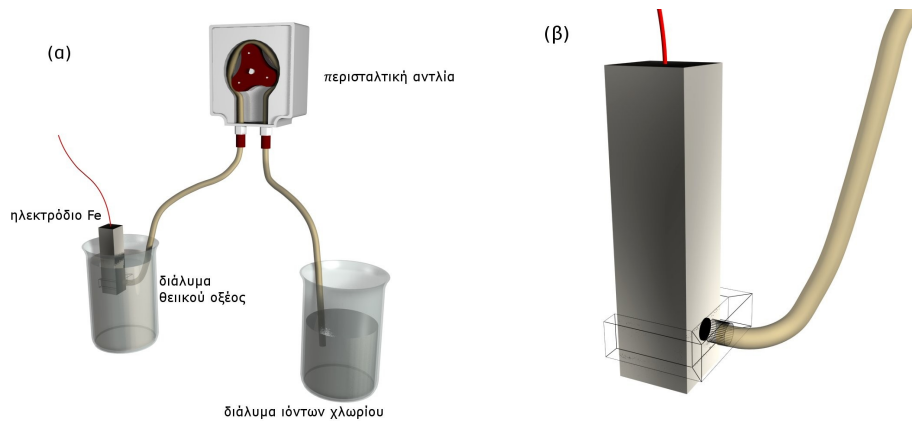 (α)
περισταλτική αντλία
ηλεκτρόδιο Fe
διάλυμα
θειικού οξέος
διάλυμα ιόντων χλωρίου
(β)